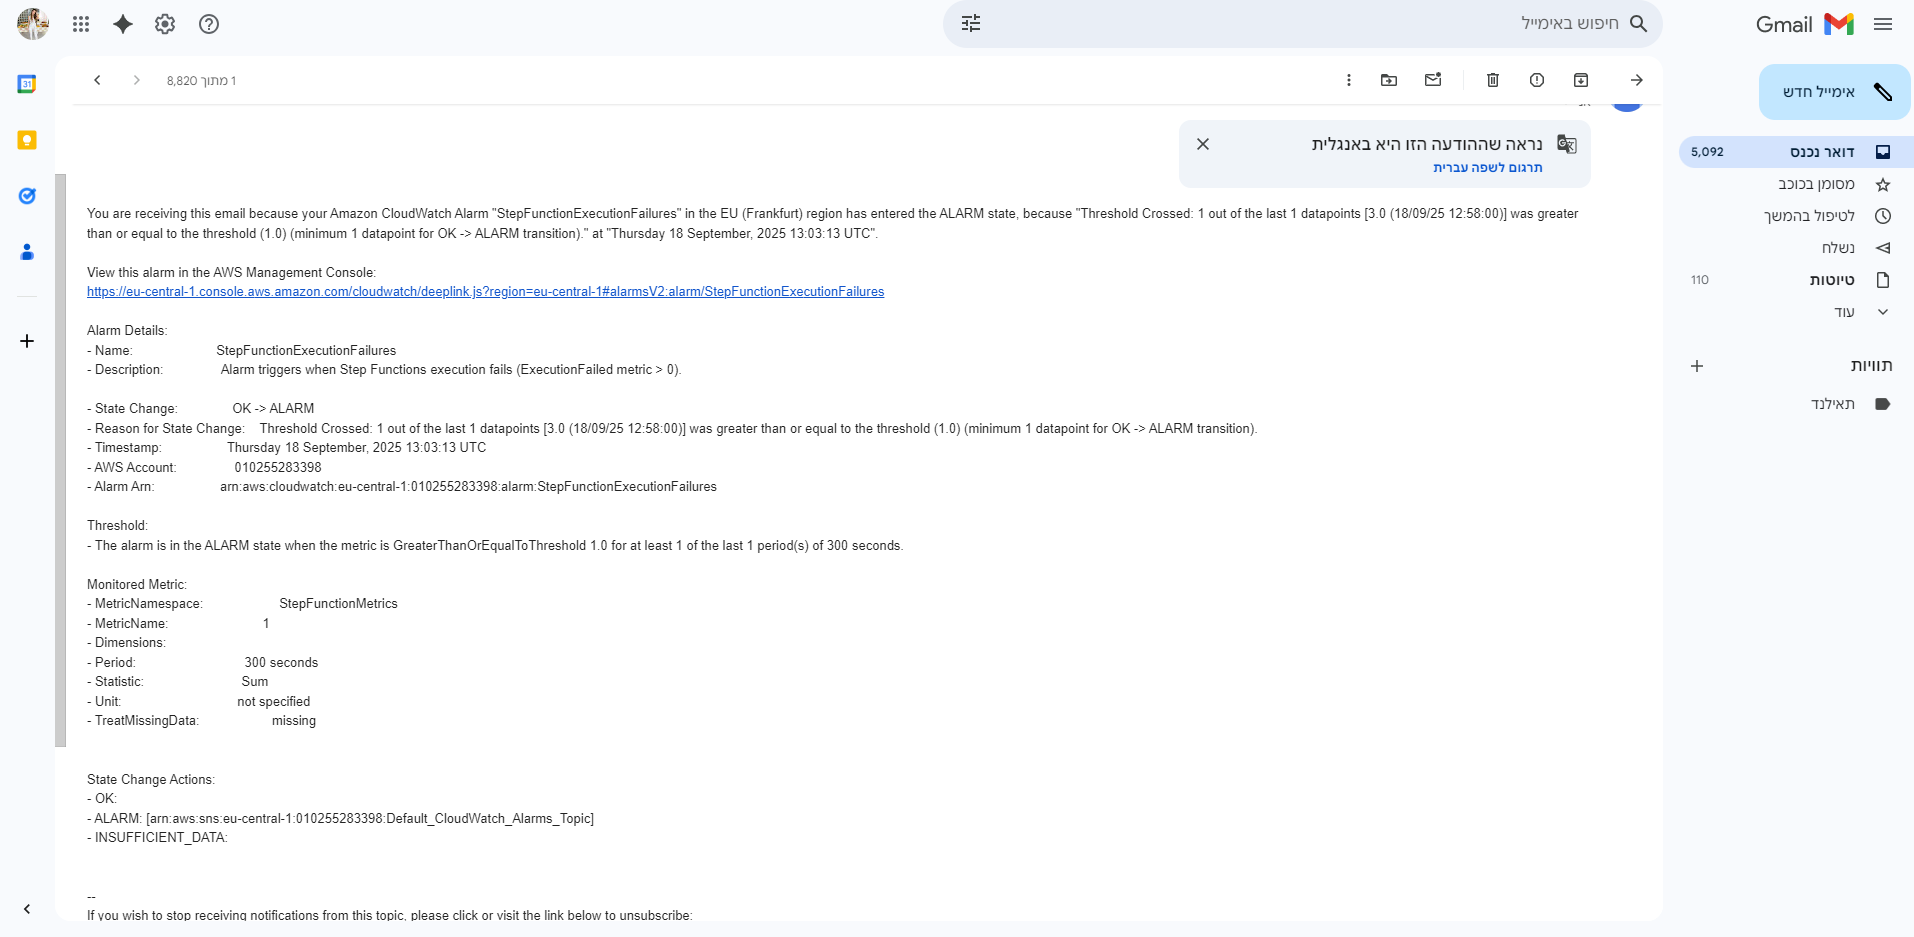 Gmail
חיפוש באימייל
1 מתוך 8,820
אימייל חדש
דואר נכנס 5,092
מסומן בכוכב
לטיפול בהמשך
נשלח
טיוטות 110
עוד
תוויות
תאילנד
31
נראה שההודעה הזו היא באנגלית
תרגום לשפה עברית
You are receiving this email because your Amazon CloudWatch Alarm "StepFunctionExecutionFailures" in the EU (Frankfurt) region has entered the ALARM state, because "Threshold Crossed: 1 out of the last 1 datapoints [3.0 (18/09/25 12:58:00)] was greater
than or equal to the threshold (1.0) (minimum 1 datapoint for OK -> ALARM transition)." at "Thursday 18 September, 2025 13:03:13 UTC".
View this alarm in the AWS Management Console:
https://eu-central-1.console.aws.amazon.com/cloudwatch/deeplink.js?region=eu-central-1#alarmsV2:alarm/StepFunctionExecutionFailures
Alarm Details:
- Name: StepFunctionExecutionFailures
- Description: Alarm triggers when Step Functions execution fails (ExecutionFailed metric > 0).
- State Change: OK -> ALARM
- Reason for State Change: Threshold Crossed: 1 out of the last 1 datapoints [3.0 (18/09/25 12:58:00)] was greater than or equal to the threshold (1.0) (minimum 1 datapoint for OK -> ALARM transition).
- Timestamp: Thursday 18 September, 2025 13:03:13 UTC
- AWS Account: 010255283398
- Alarm Arn: arn:aws:cloudwatch:eu-central-1:010255283398:alarm:StepFunctionExecutionFailures
Threshold:
- The alarm is in the ALARM state when the metric is GreaterThanOrEqualToThreshold 1.0 for at least 1 of the last 1 period(s) of 300 seconds.
Monitored Metric:
- MetricNamespace: StepFunctionMetrics
- MetricName: 1
- Dimensions:
- Period: 300 seconds
- Statistic: Sum
- Unit: not specified
- TreatMissingData: missing
State Change Actions:
- OK:
- ALARM: [arn:aws:sns:eu-central-1:010255283398:Default_CloudWatch_Alarms_Topic]
- INSUFFICIENT_DATA:
--
If you wish to stop receiving notifications from this topic, please click or visit the link below to unsubscribe: